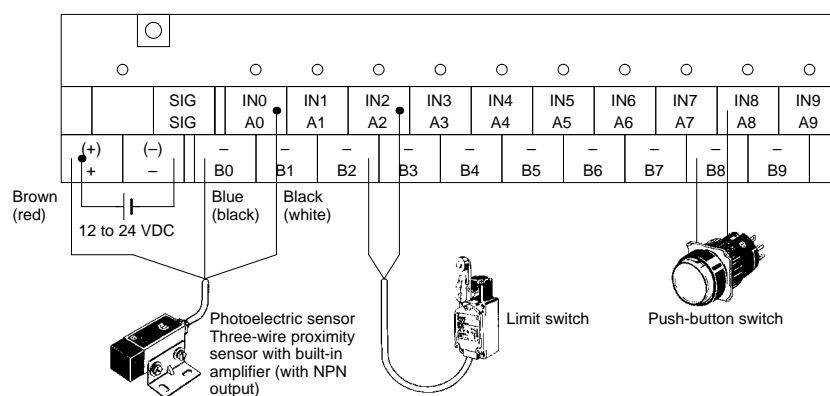 SIG IN0 IN1 IN2 IN3 IN4 IN5 IN6 IN7 IN8 IN9
SIG A0 A1 A2 A3 A4 A5 A6 A7 A8 A9
(+) (–) – – – – – – – – – –
+ – B0 B1 B2 B3 B4 B5 B6 B7 B8 B9
Brown
(red)
12 to 24 VDC
Blue
(black)
Black
(white)
Photoelectric sensor
Three-wire proximity
sensor with built-in
amplifier (with NPN
output)
Limit switch
Push-button switch